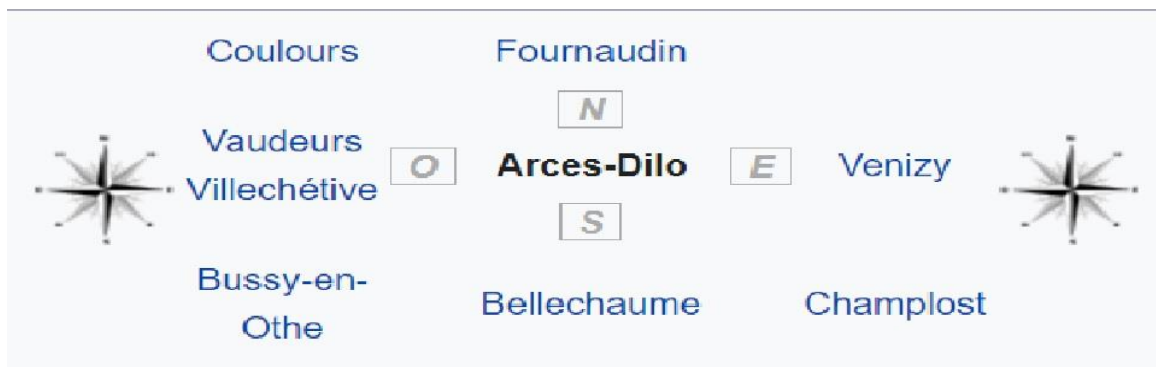 Coulours Fournaudin
N
Vaudeurs
Villechétive O Arces-Dilo E Venizy
S
Bussy-en-
Othe Bellechaume Champlost